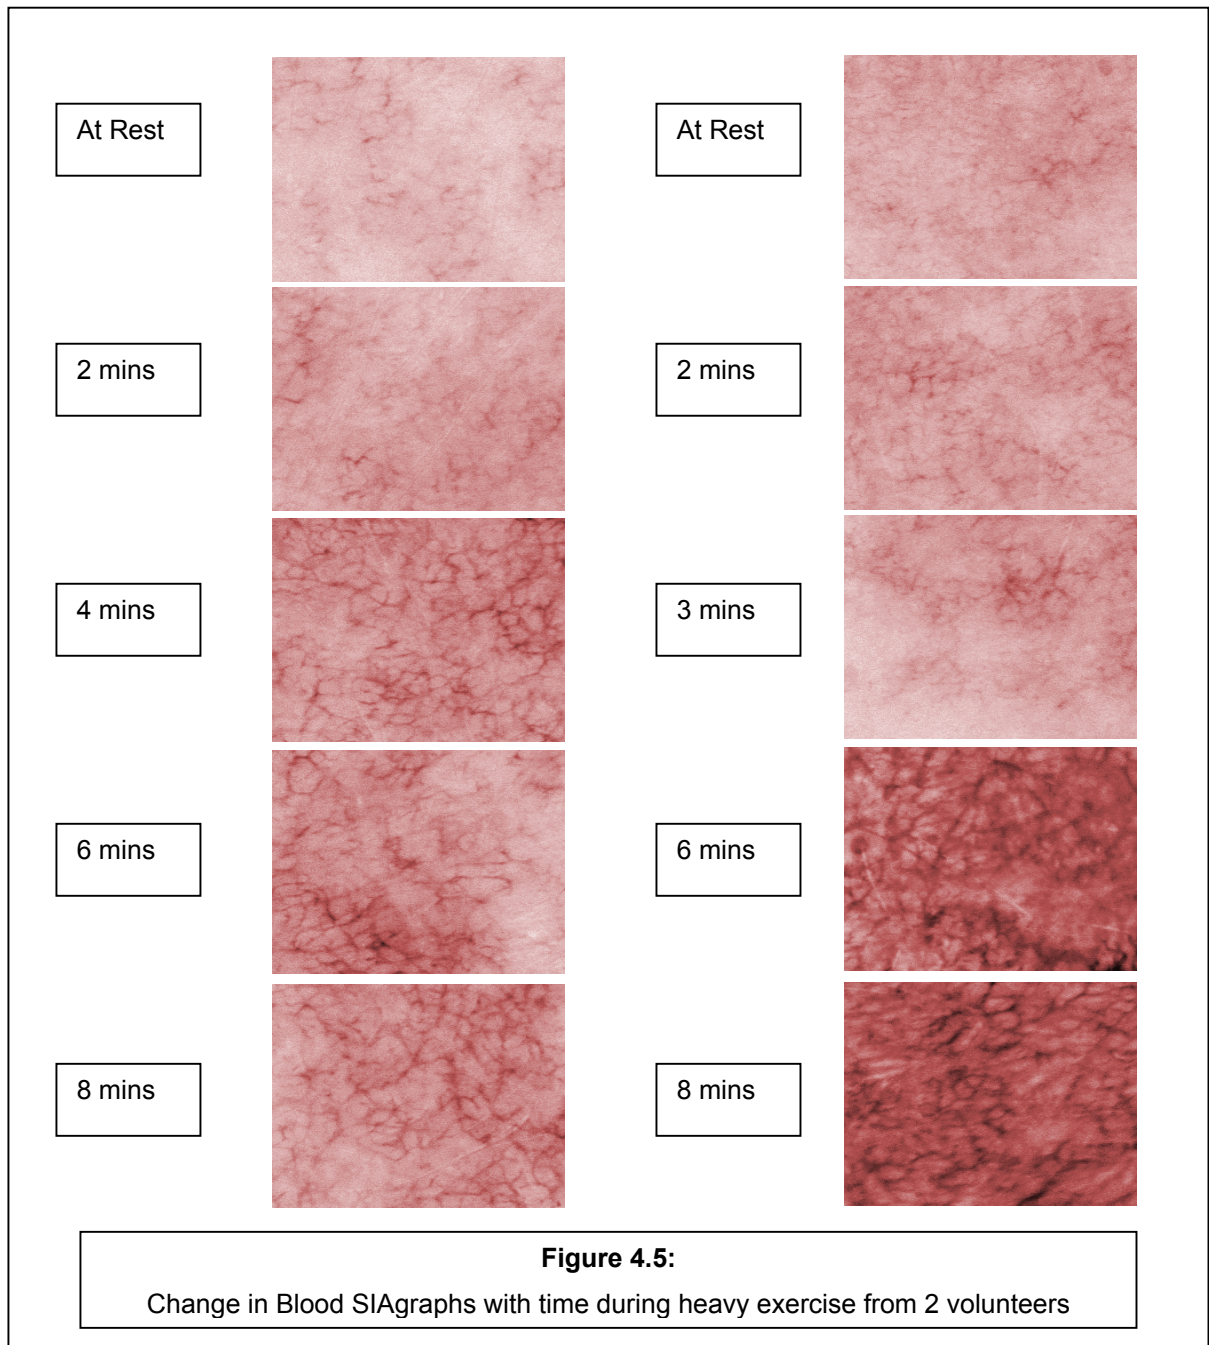 At Rest
At Rest
2 mins
2 mins
4 mins
3 mins
6 mins
6 mins
8 mins
8 mins
Figure 4.5:
Change in Blood SIAgraphs with time during heavy exercise from 2 volunteers